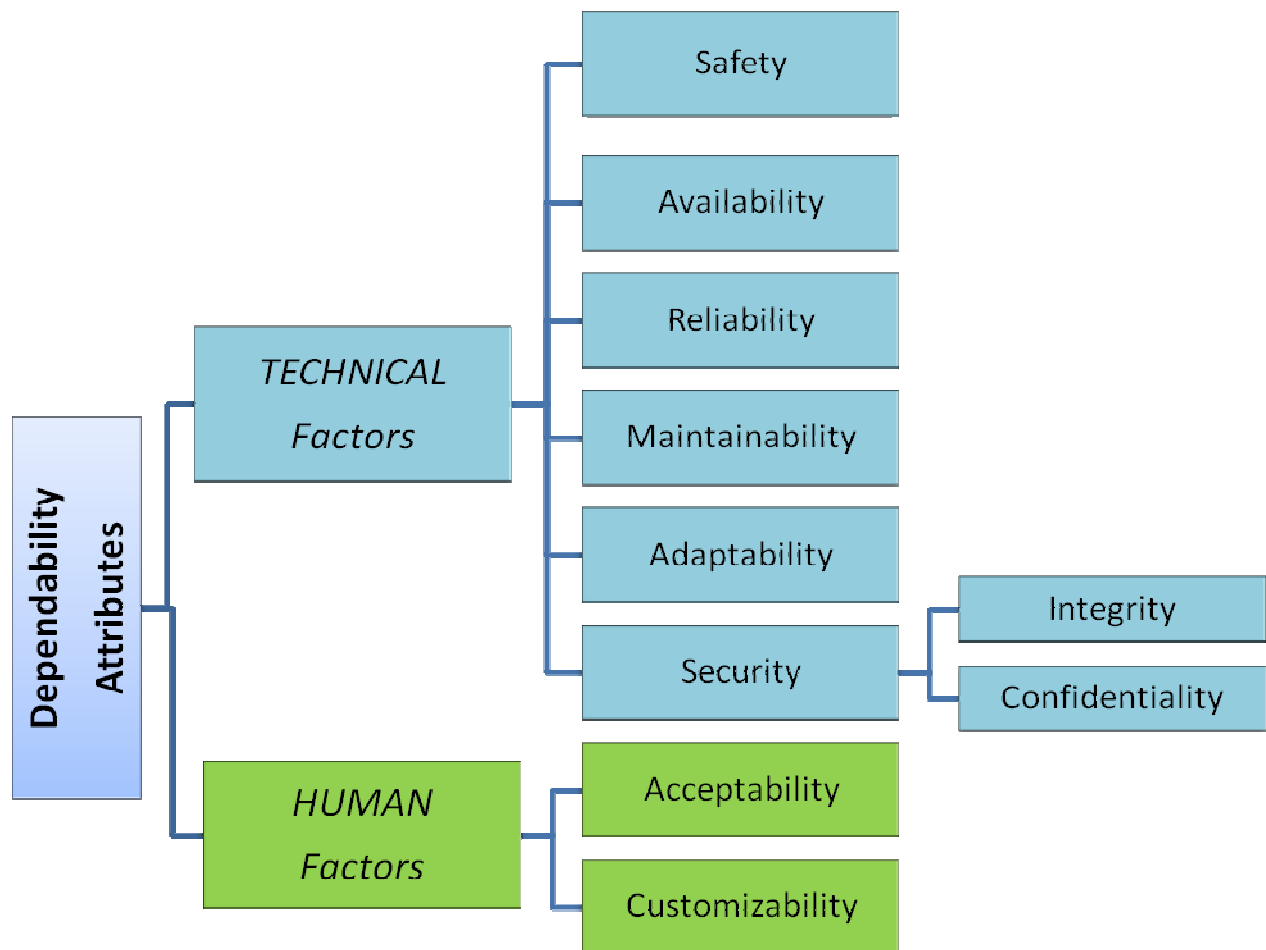 Dependability
Attributes
TECHNICAL
Factors
Safety
Availability
Reliability
Maintainability
Adaptability
Security
Integrity
Confidentiality
HUMAN
Factors
Acceptability
Customizability